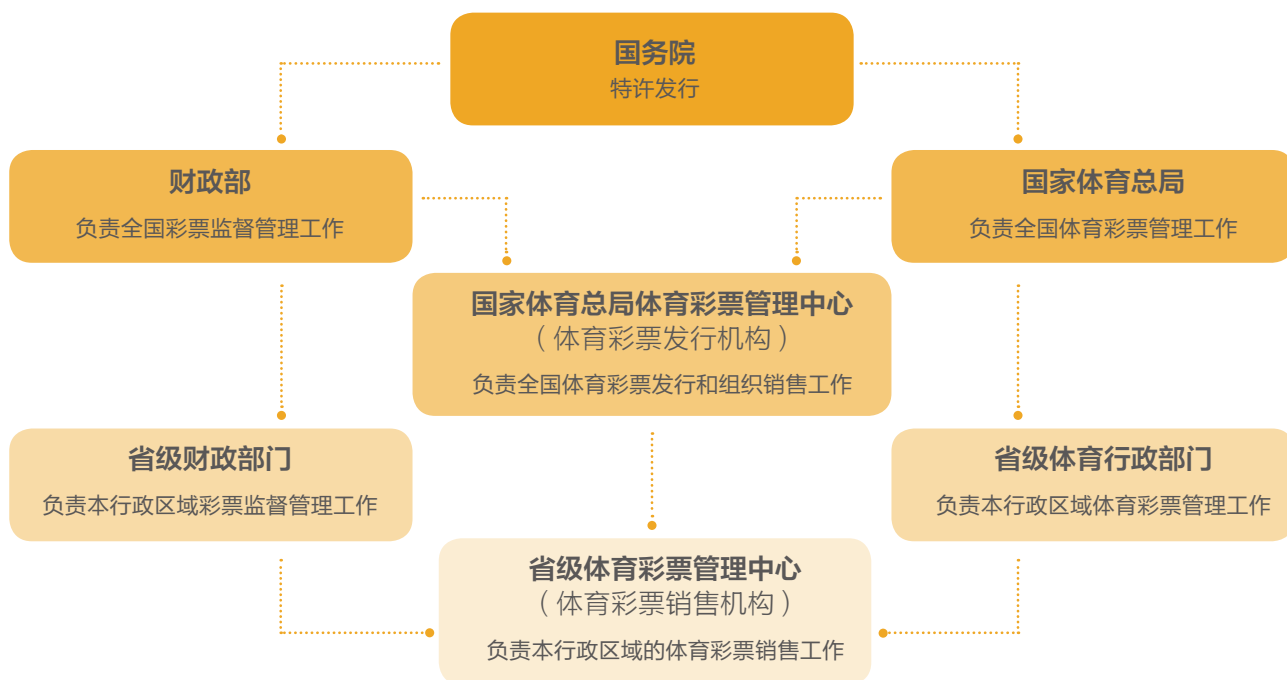 国务院
特许发行
财政部
负责全国彩票监督管理工作
国家体育总局
负责全国体育彩票管理工作
国家体育总局体育彩票管理中心
（体育彩票发行机构）
负责全国体育彩票发行和组织销售工作
省级财政部门
负责本行政区域彩票监督管理工作
省级体育行政部门
负责本行政区域体育彩票管理工作
省级体育彩票管理中心
（体育彩票销售机构）
负责本行政区域的体育彩票销售工作